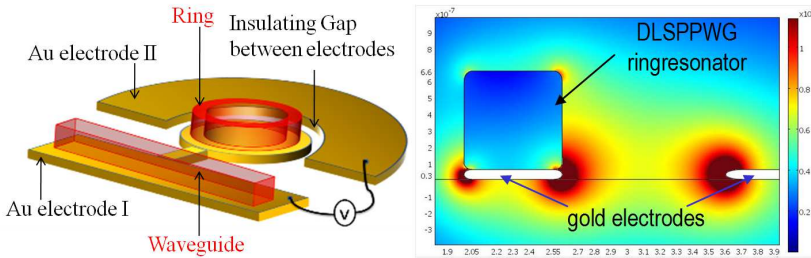 Ring
Insulating Gap
between electrodes
Au electrode II
Au electrode I
Waveguide
V
×10⁻⁷
9
8
6.6
6
5
4
3
2
1
0.3
-1
-2
-3
DLSPPWG
ringresonator
gold electrodes
1.9 2.05 2.2 2.3 2.4 2.55 2.7 2.8 2.9 3 3.1 3.2 3.3 3.4 3.5 3.6 3.7 3.8 3.9
1
0.8
0.6
0.4
0.2